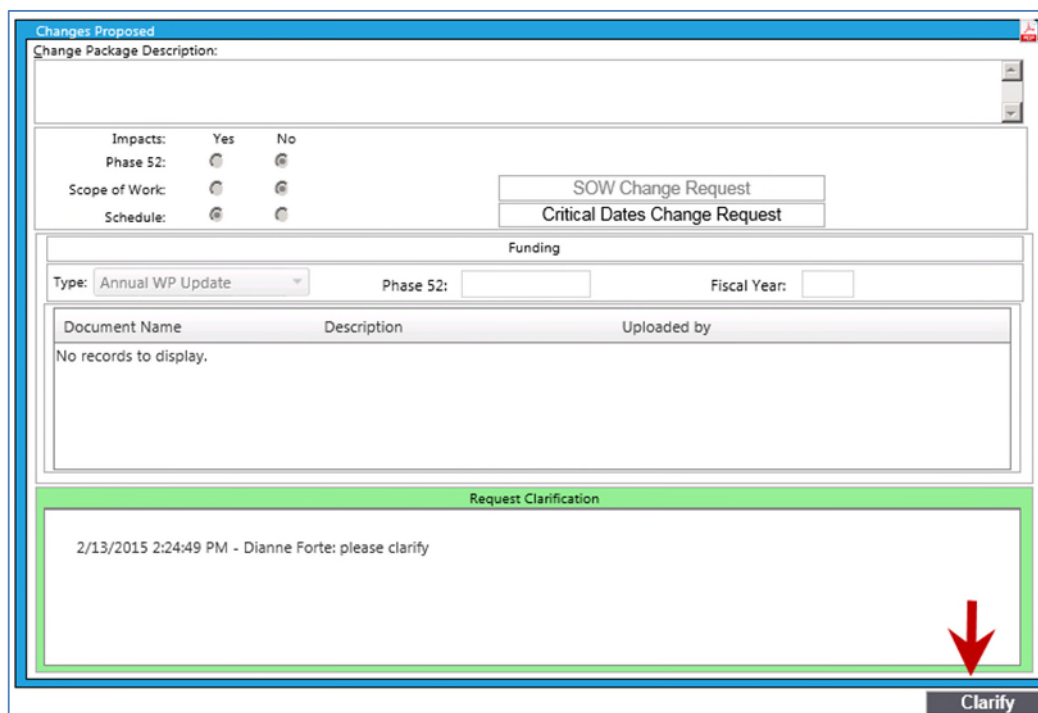 Changes Proposed
Change Package Description:
Impacts: Yes No
Phase 52:
Scope of Work:
SOW Change Request
Schedule:
Critical Dates Change Request
Funding
Type: Annual WP Update Phase 52: Fiscal Year:
Document Name Description Uploaded by
No records to display.
Request Clarification
2/13/2015 2:24:49 PM - Dianne Forte: please clarify
Clarify